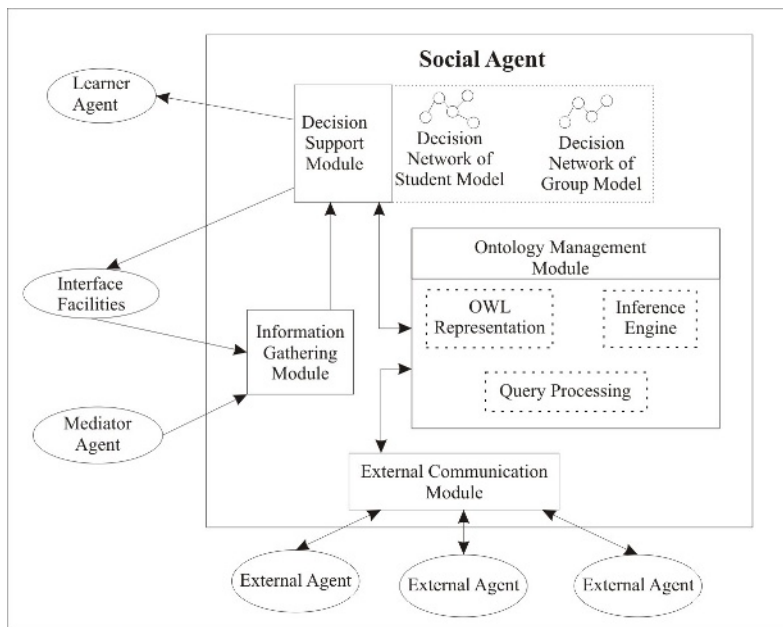 Social Agent
Learner
Agent
Decision
Support
Module
Decision
Network of
Student Model
Decision
Network of
Group Model
Ontology Management
Module
OWL
Representation
Inference
Engine
Query Processing
Interface
Facilities
Information
Gathering
Module
Mediator
Agent
External Communication
Module
External Agent
External Agent
External Agent